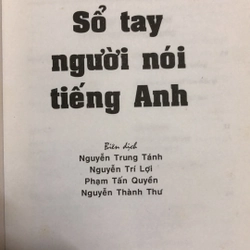 Sổ tay
người nói
tiếng Anh
Biên dịch
Nguyễn Trung Tánh
Nguyễn Trí Lợi
Phạm Tấn Quyền
Nguyễn Thành Thư